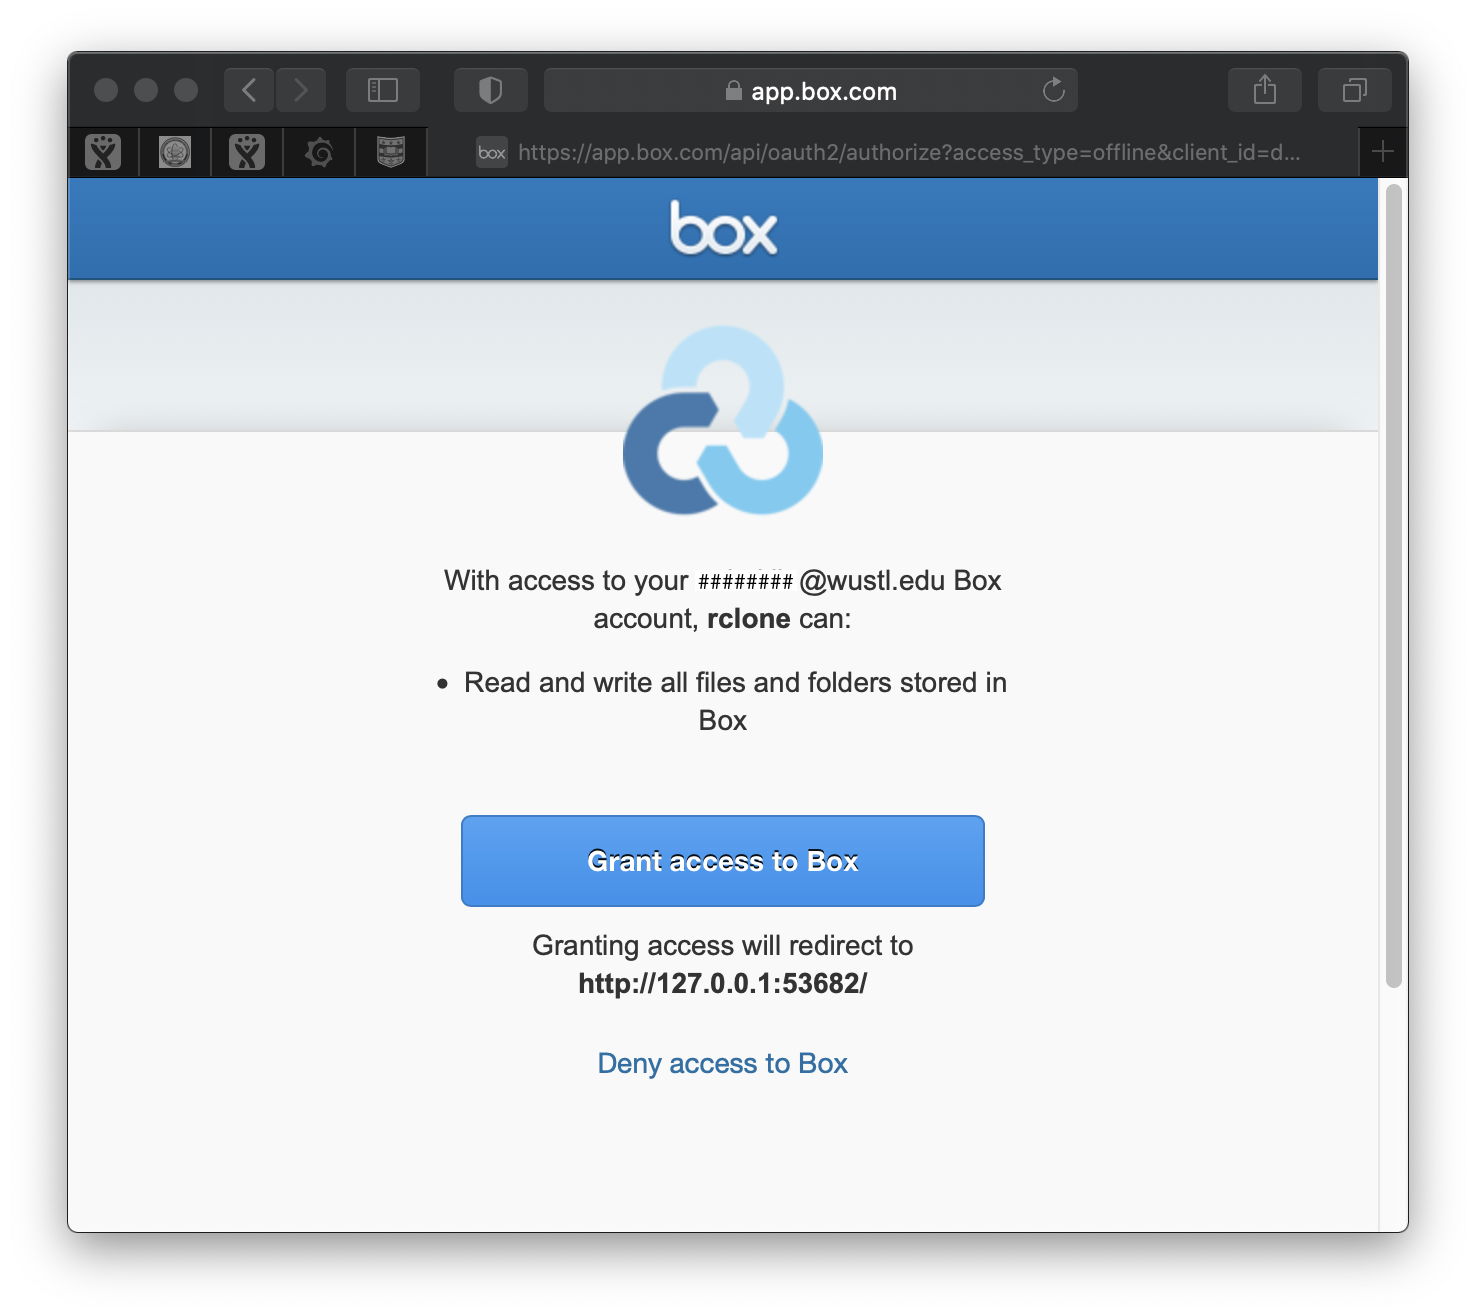 app.box.com
box https://app.box.com/api/oauth2/authorize?access_type=offline&client_id=d...
box
With access to your ######## @wustl.edu Box
account, rclone can:
• Read and write all files and folders stored in
Box
Grant access to Box
Granting access will redirect to
http://127.0.0.1:53682/
Deny access to Box